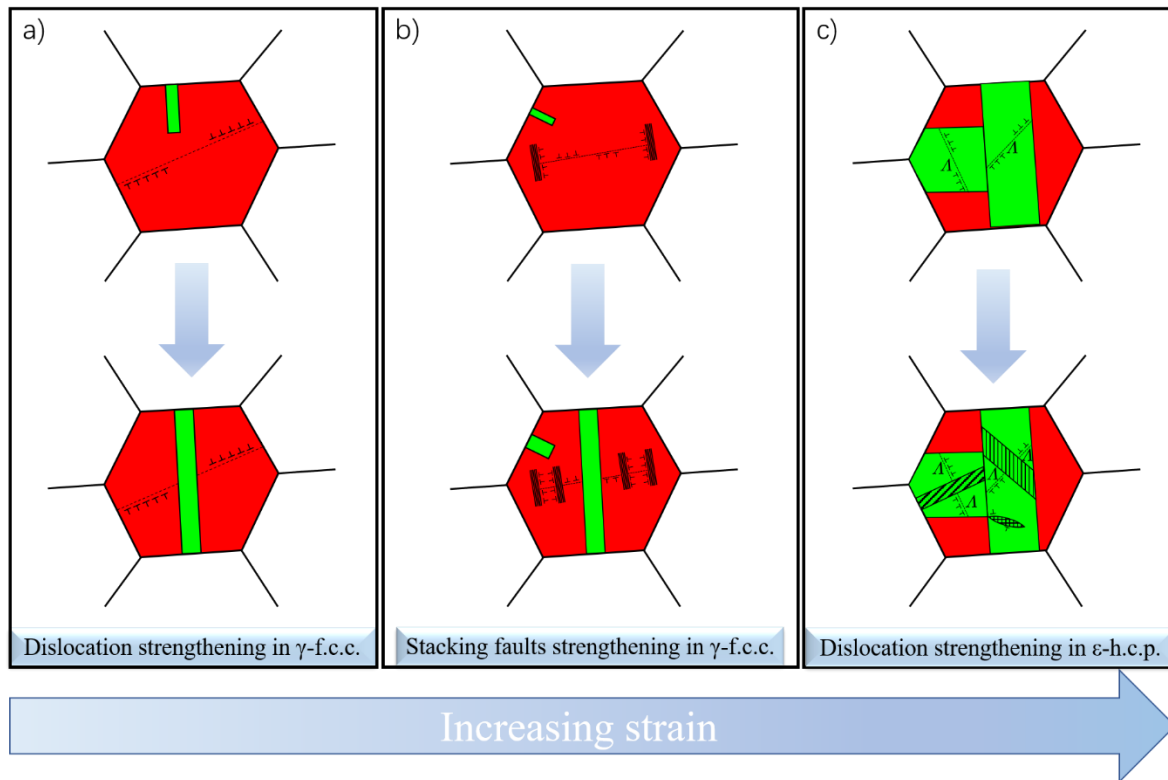 a)
b)
c)
Λ
Λ
Λ
Λ
Λ
Λ
Dislocation strengthening in γ-f.c.c.
Stacking faults strengthening in γ-f.c.c.
Dislocation strengthening in ε-h.c.p.
Increasing strain